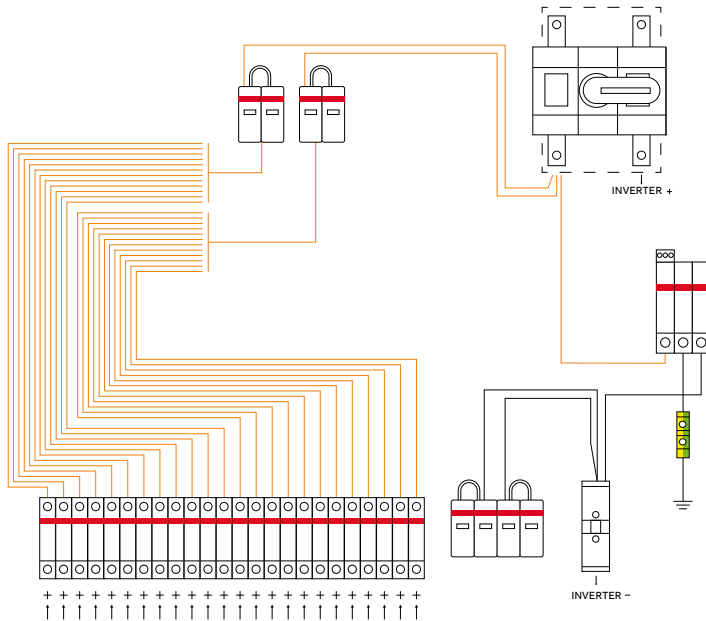 INVERTER +
INVERTER −
+ + + + + + + + + + + + + + + + + + + + + + + +